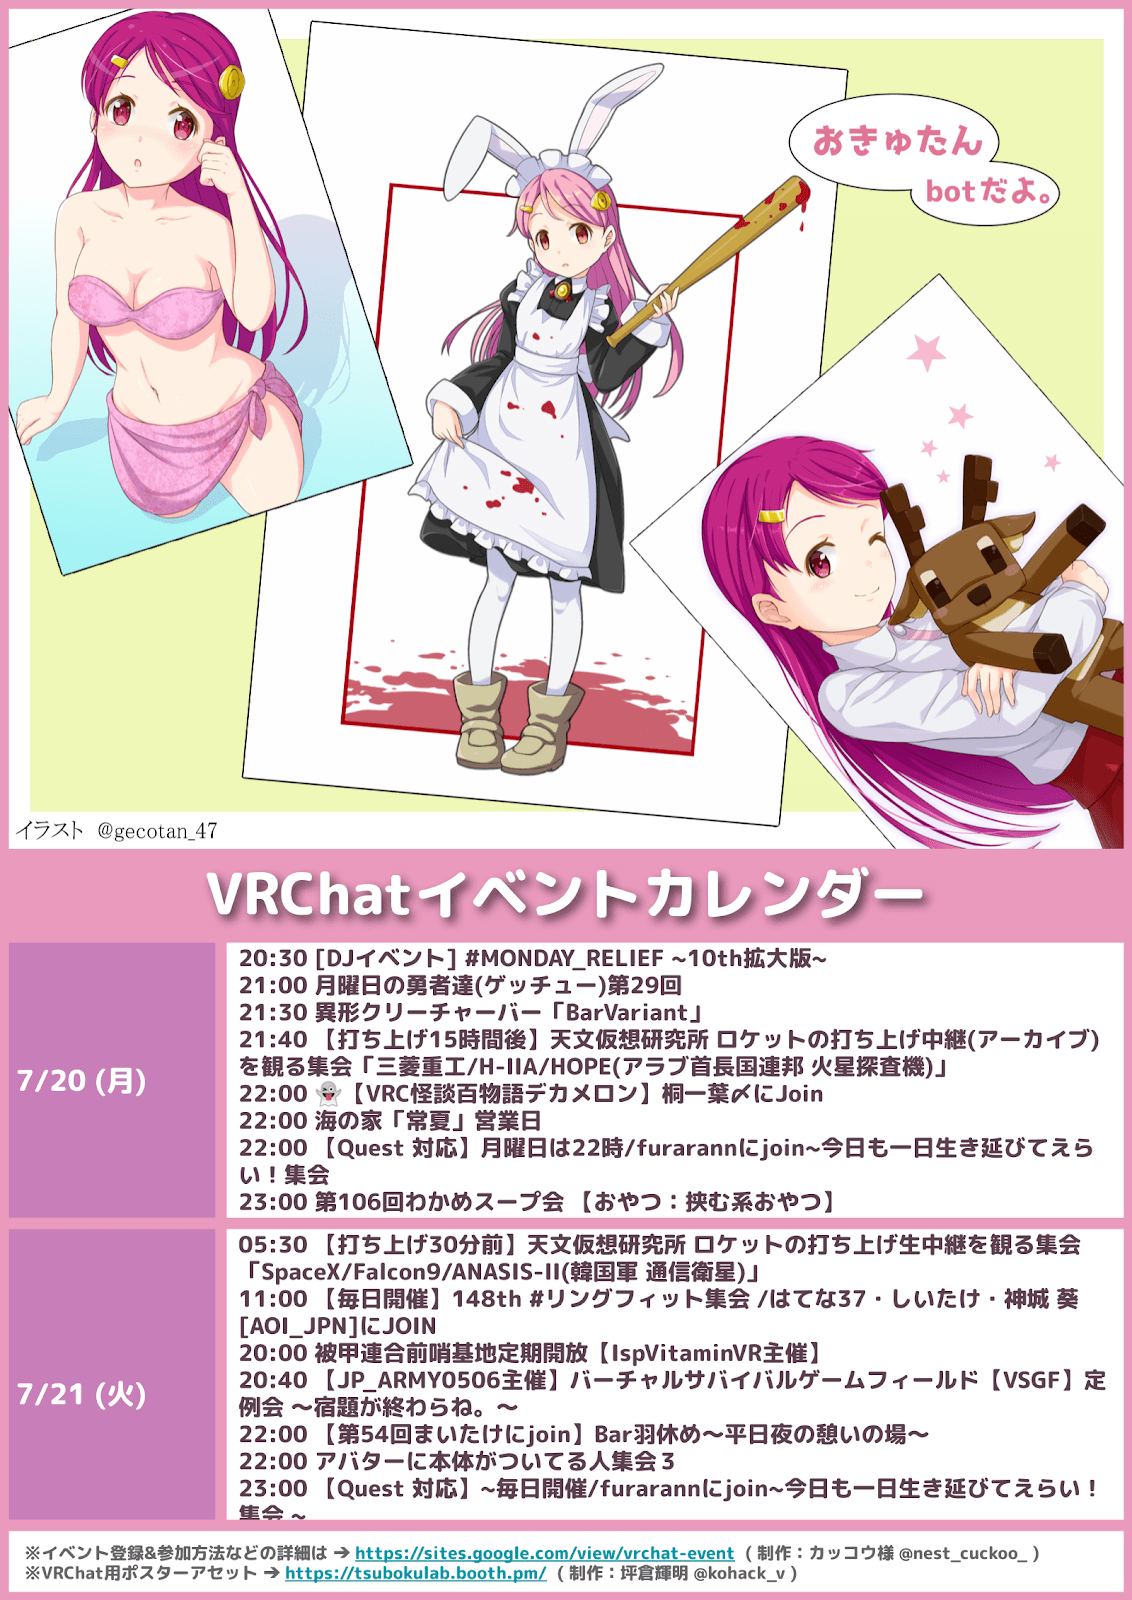 おきゅたん
botだよ。
イラスト @gecotan_47
VRChatイベントカレンダー
7/20 (月)
20:30 [DJイベント] #MONDAY_RELIEF ~10th拡大版~
21:00 月曜日の勇者達(ゲッチュー)第29回
21:30 異形クリーチャーバー「BarVariant」
21:40 【打ち上げ15時間後】天文仮想研究所 ロケットの打ち上げ中継(アーカイブ)
を観る集会「三菱重工/H-IIA/HOPE(アラブ首長国連邦 火星探査機)」
22:00 👻【VRC怪談百物語デカメロン】桐一葉〆にJoin
22:00 海の家「常夏」営業日
22:00 【Quest 対応】月曜日は22時/furarannにjoin~今日も一日生き延びてえら
い！集会
23:00 第106回わかめスープ会 【おやつ：挟む系おやつ】
7/21 (火)
05:30 【打ち上げ30分前】天文仮想研究所 ロケットの打ち上げ生中継を観る集会
「SpaceX/Falcon9/ANASIS-II(韓国軍 通信衛星)」
11:00 【毎日開催】148th #リングフィット集会 /はてな37・しいたけ・神城 葵
[AOI_JPN]にJOIN
20:00 被甲連合前哨基地定期開放【IspVitaminVR主催】
20:40 【JP_ARMY0506主催】バーチャルサバイバルゲームフィールド【VSGF】定
例会 〜宿題が終わらね。〜
22:00 【第54回まいたけにjoin】Bar羽休め〜平日夜の憩いの場〜
22:00 アバターに本体がついてる人集会３
23:00 【Quest 対応】~毎日開催/furarannにjoin~今日も一日生き延びてえらい！
集会 ~
※イベント登録&参加方法などの詳細は → https://sites.google.com/view/vrchat-event ( 制作：カッコウ様 @nest_cuckoo_ )
※VRChat用ポスターアセット → https://tsubokulab.booth.pm/ ( 制作：坪倉輝明 @kohack_v )